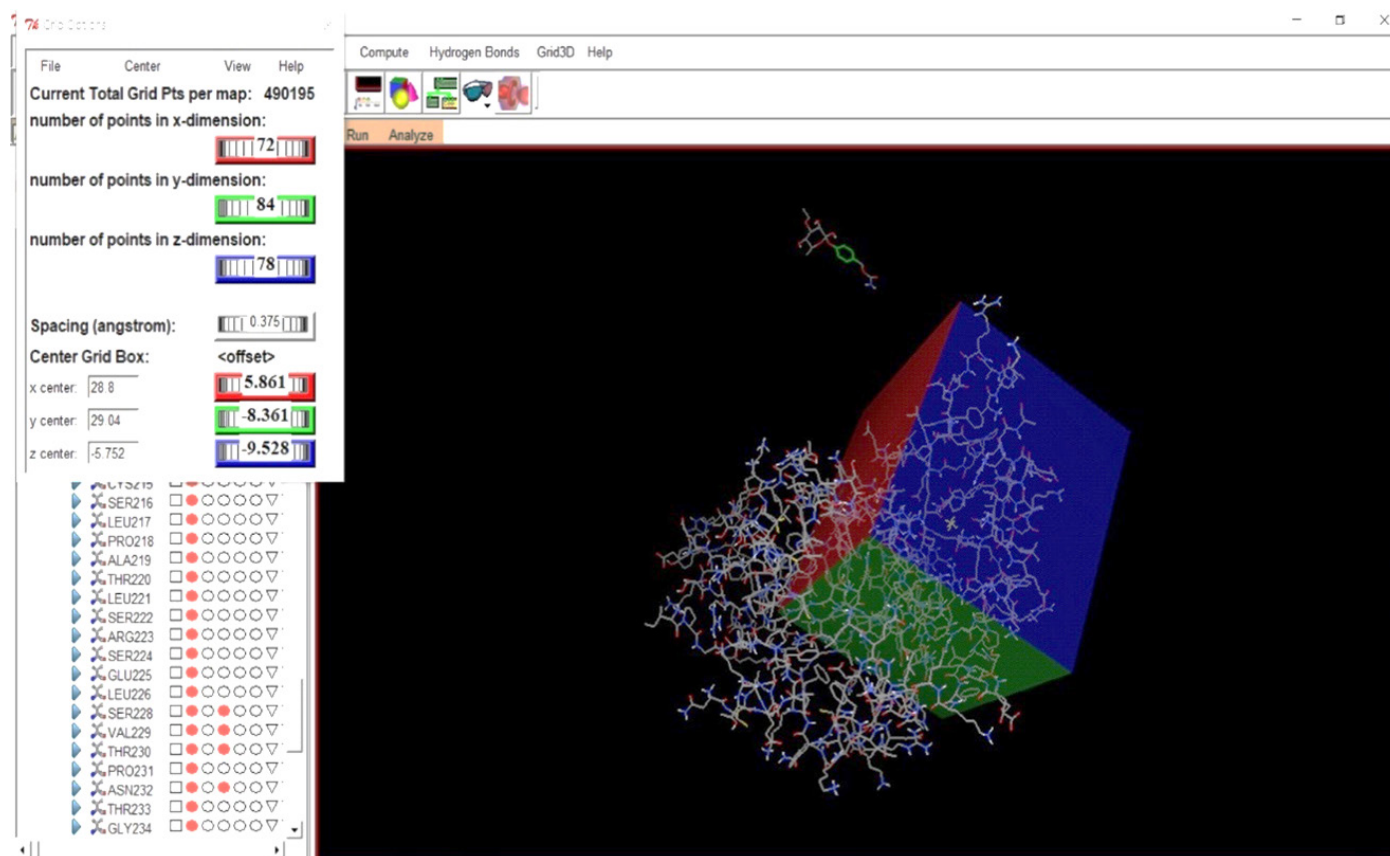 Grid Options
File Center View Help
Compute Hydrogen Bonds Grid3D Help
Current Total Grid Pts per map: 490195
number of points in x-dimension:
72
Run Analyze
number of points in y-dimension:
84
number of points in z-dimension:
78
Spacing (angstrom): 0.375
Center Grid Box: <offset>
x center: 28.8 5.861
y center: 29.04 -8.361
z center: -5.752 -9.528
CYS215
SER216
LEU217
PRO218
ALA219
THR220
LEU221
SER222
ARG223
SER224
GLU225
LEU226
SER228
VAL229
THR230
PRO231
ASN232
THR233
GLY234